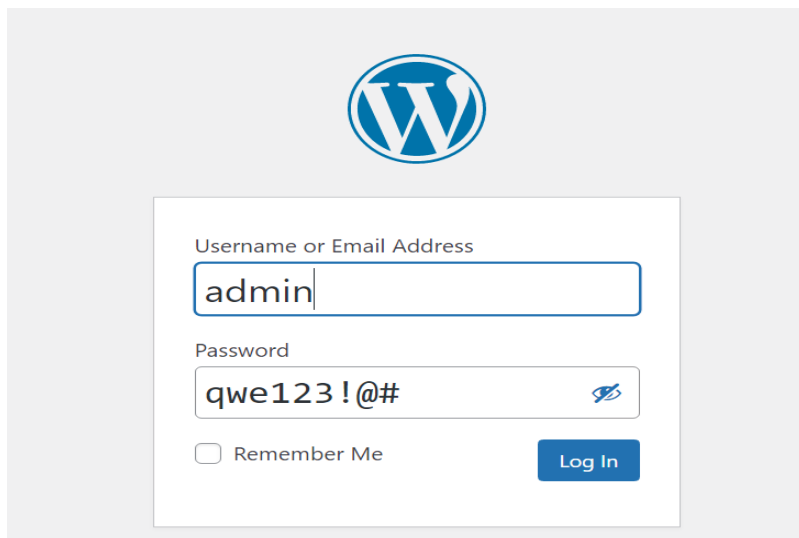 Username or Email Address
admin
Password
qwe123!@#
Remember Me
Log In